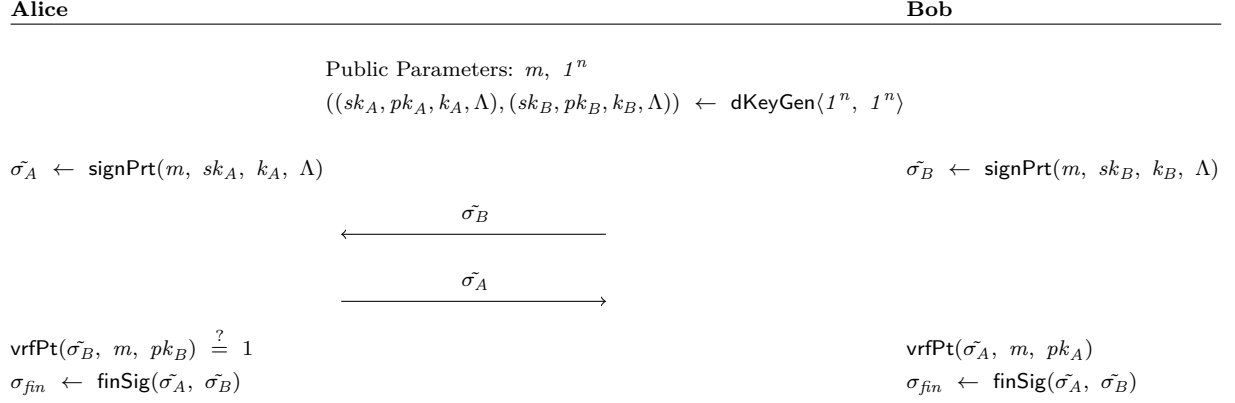 Alice Bob
Public Parameters: m, 1^n
((sk_A, pk_A, k_A, Λ), (sk_B, pk_B, k_B, Λ)) ← dKeyGen⟨1^n, 1^n⟩
σ̃_A ← signPrt(m, sk_A, k_A, Λ) σ̃_B ← signPrt(m, sk_B, k_B, Λ)
σ̃_B
σ̃_A
vrfPt(σ̃_B, m, pk_B) ≟ 1 vrfPt(σ̃_A, m, pk_A)
σ_fin ← finSig(σ̃_A, σ̃_B) σ_fin ← finSig(σ̃_A, σ̃_B)